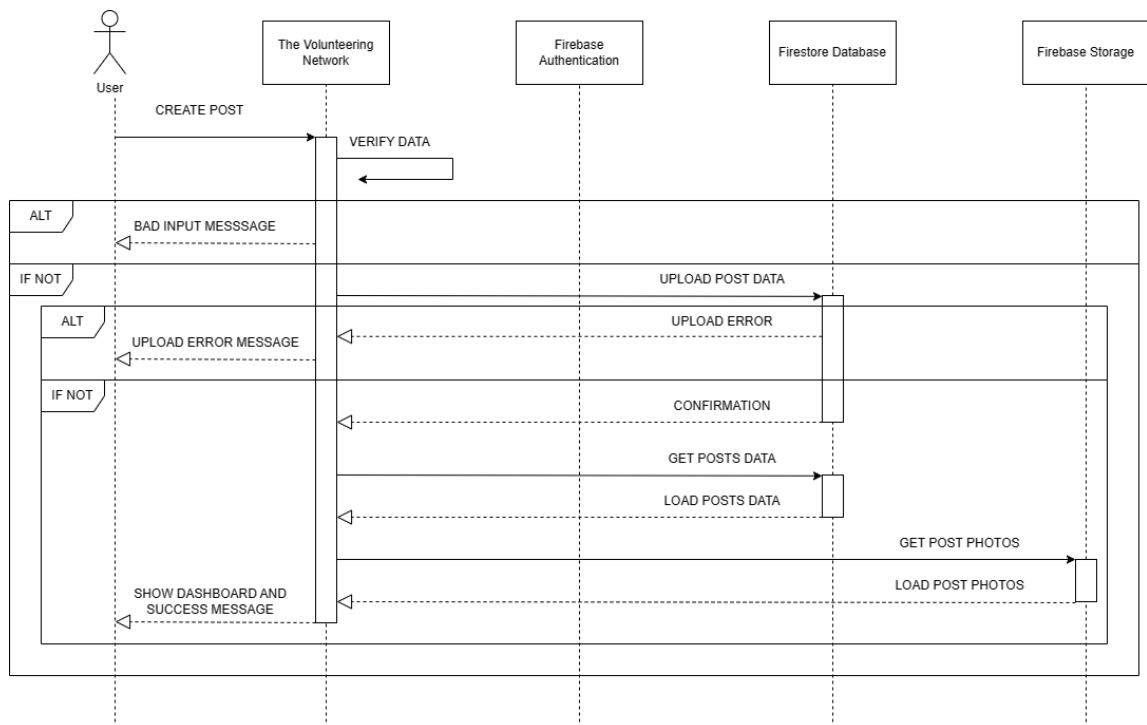 The Volunteering
Network
Firebase
Authentication
Firestore Database
Firebase Storage
User
CREATE POST
VERIFY DATA
ALT
BAD INPUT MESSSAGE
IF NOT
UPLOAD POST DATA
ALT
UPLOAD ERROR
UPLOAD ERROR MESSAGE
IF NOT
CONFIRMATION
GET POSTS DATA
LOAD POSTS DATA
GET POST PHOTOS
LOAD POST PHOTOS
SHOW DASHBOARD AND
SUCCESS MESSAGE